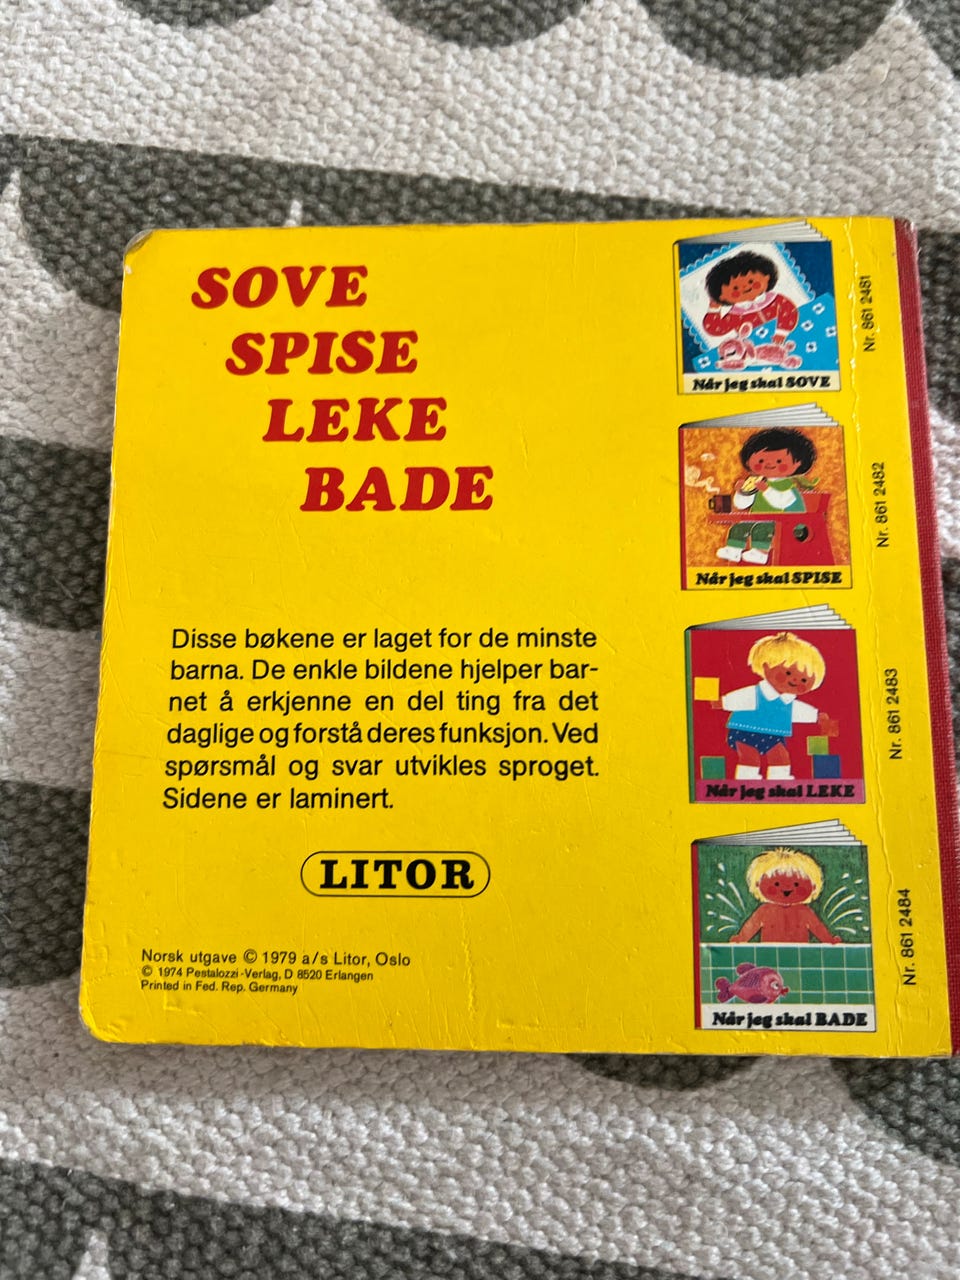 SOVE
SPISE
LEKE
BADE
Disse bøkene er laget for de minste
barna. De enkle bildene hjelper bar-
net å erkjenne en del ting fra det
daglige og forstå deres funksjon. Ved
spørsmål og svar utvikles sproget.
Sidene er laminert.
LITOR
Norsk utgave © 1979 a/s Litor, Oslo
© 1974 Pestalozzi-Verlag, D 8520 Erlangen
Printed in Fed. Rep. Germany
Når jeg skal SOVE
Nr. 861 2481
Når jeg skal SPISE
Nr. 861 2482
Når jeg skal LEKE
Nr. 861 2483
Når jeg skal BADE
Nr. 861 2484